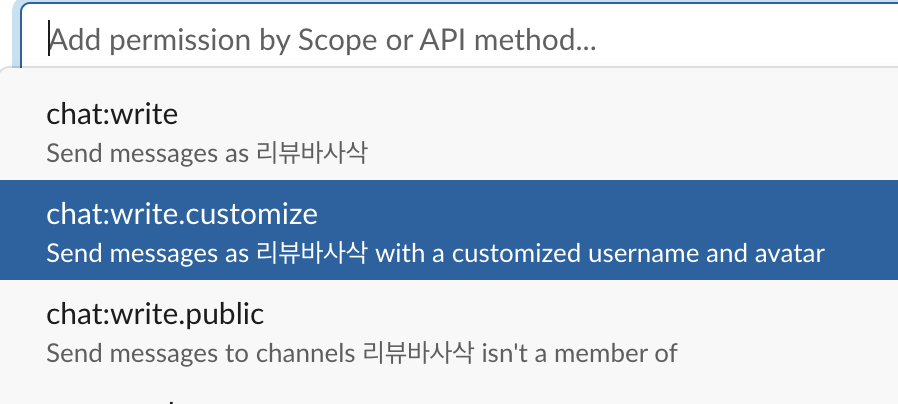 Add permission by Scope or API method...
chat:write
Send messages as 리뷰바사삭
chat:write.customize
Send messages as 리뷰바사삭 with a customized username and avatar
chat:write.public
Send messages to channels 리뷰바사삭 isn't a member of